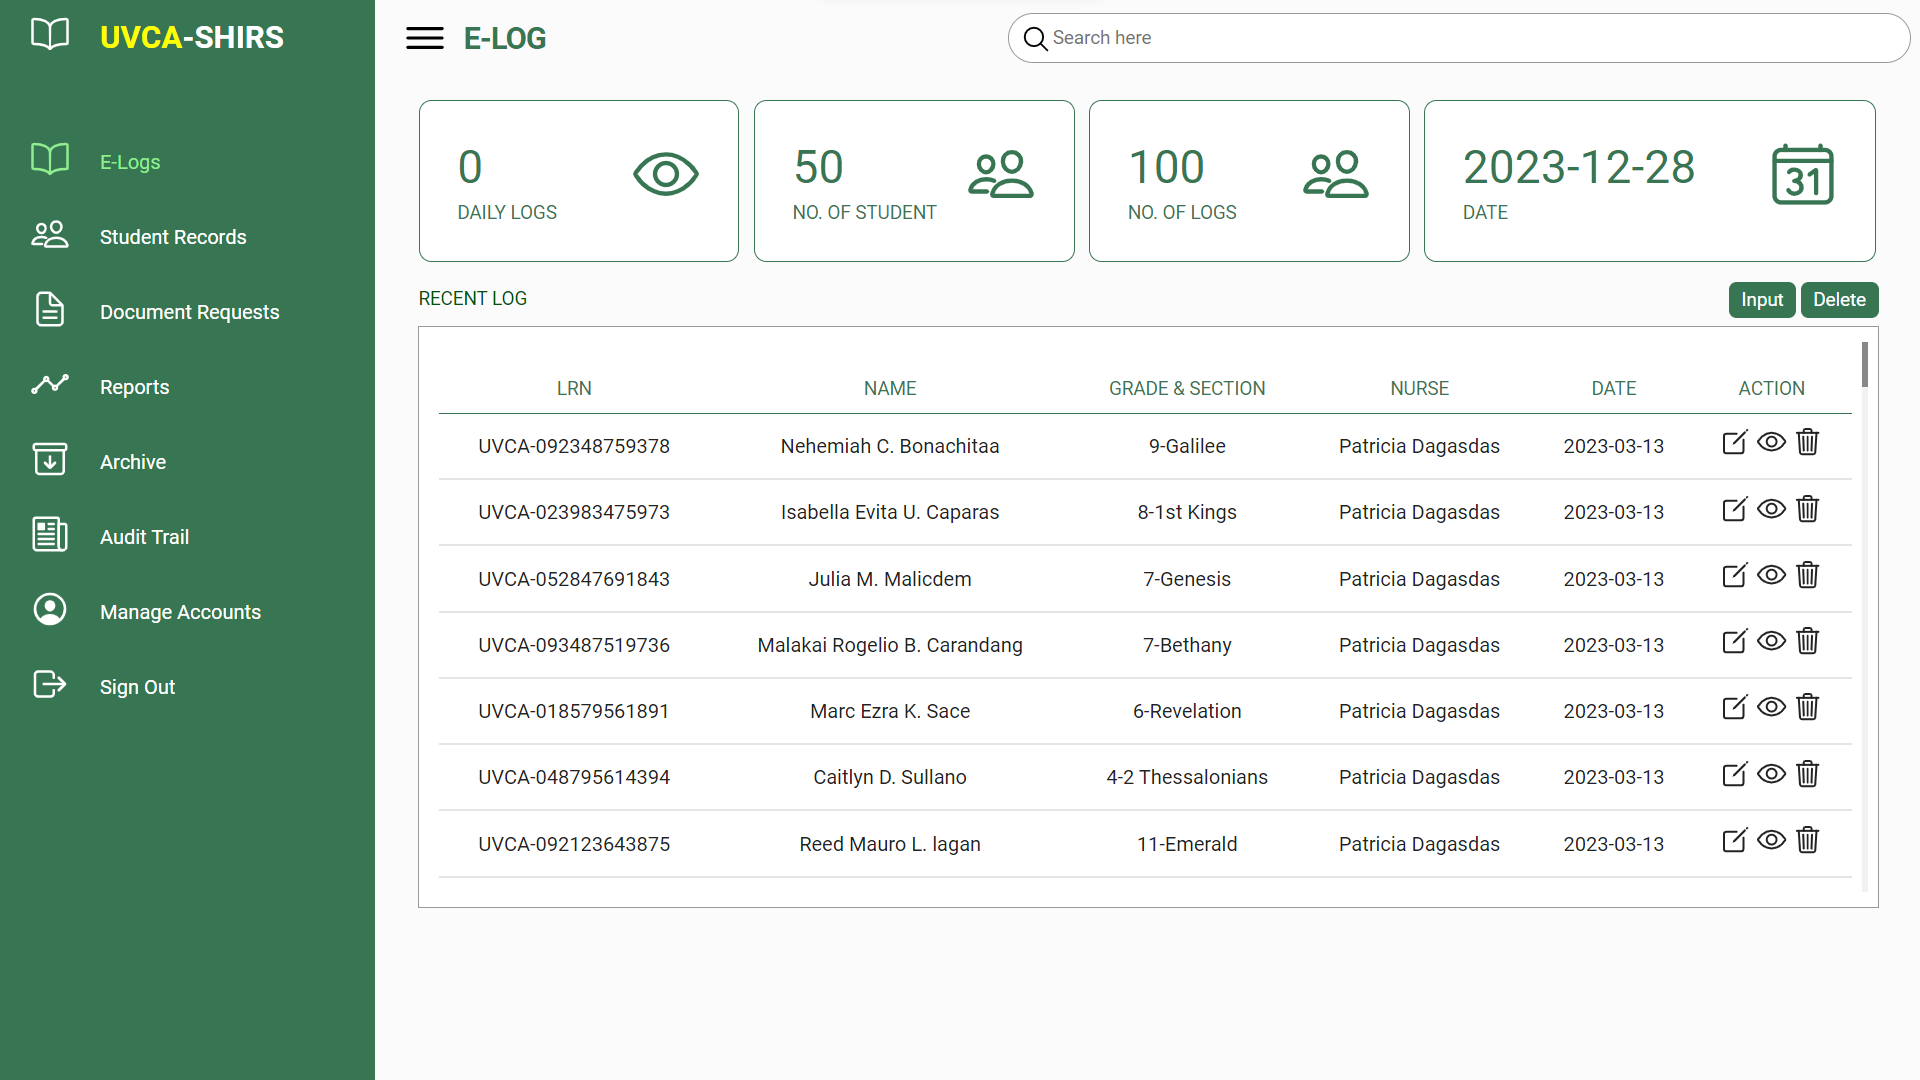 UVCA-SHIRS
E-Logs
Student Records
Document Requests
Reports
Archive
Audit Trail
Manage Accounts
Sign Out
E-LOG
Search here
0
DAILY LOGS
50
NO. OF STUDENT
100
NO. OF LOGS
2023-12-28
DATE
31
RECENT LOG
Input
Delete
LRN NAME GRADE & SECTION NURSE DATE ACTION
UVCA-092348759378 Nehemiah C. Bonachitaa 9-Galilee Patricia Dagasdas 2023-03-13
UVCA-023983475973 Isabella Evita U. Caparas 8-1st Kings Patricia Dagasdas 2023-03-13
UVCA-052847691843 Julia M. Malicdem 7-Genesis Patricia Dagasdas 2023-03-13
UVCA-093487519736 Malakai Rogelio B. Carandang 7-Bethany Patricia Dagasdas 2023-03-13
UVCA-018579561891 Marc Ezra K. Sace 6-Revelation Patricia Dagasdas 2023-03-13
UVCA-048795614394 Caitlyn D. Sullano 4-2 Thessalonians Patricia Dagasdas 2023-03-13
UVCA-092123643875 Reed Mauro L. lagan 11-Emerald Patricia Dagasdas 2023-03-13